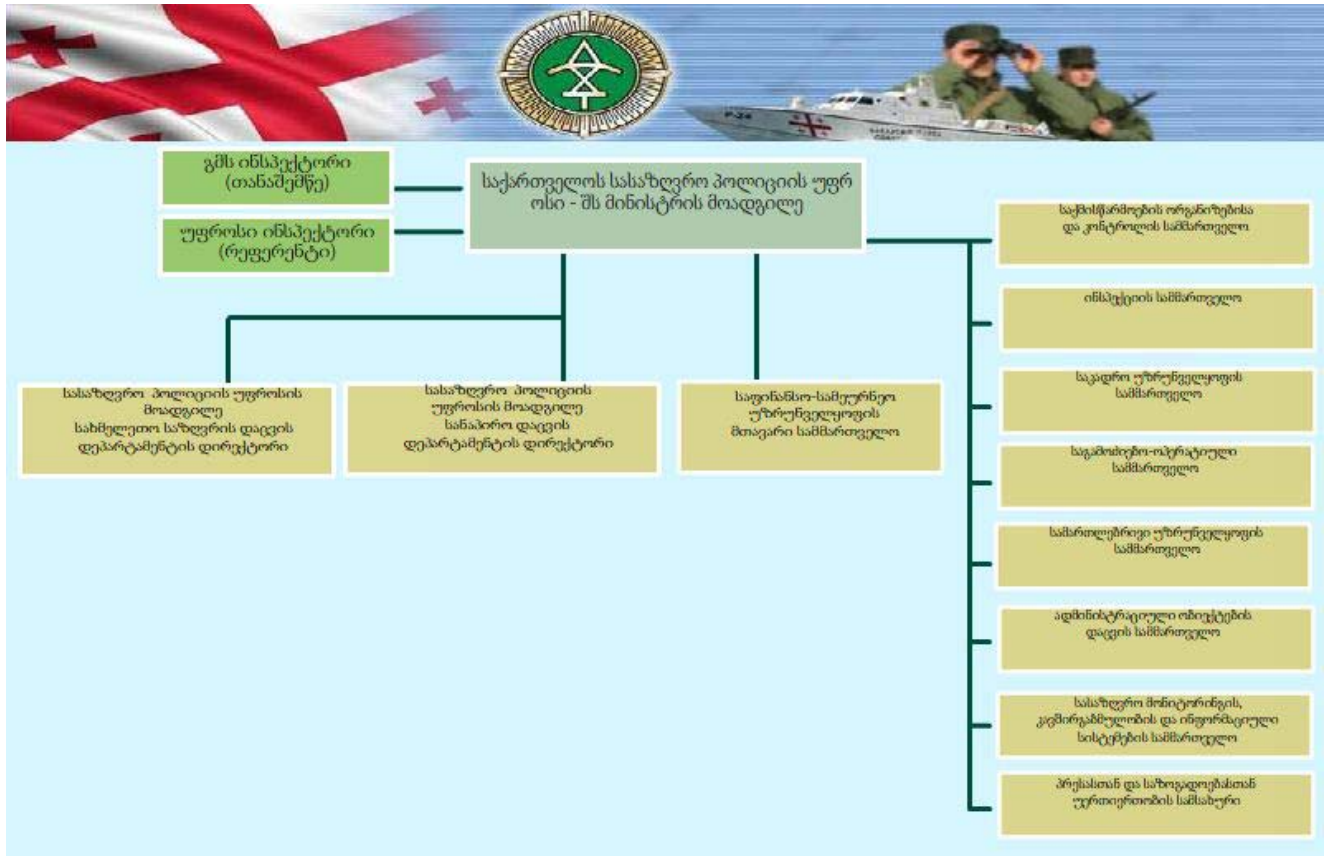 P-24
გმს ინსპექტორი
(თანაშემწე)
უფროსი ინსპექტორი
(რეფერენტი)
საქართველოს სასაზღვრო პოლიციის უფრ
ოსი - შს მინისტრის მოადგილე
სასაზღვრო პოლიციის უფროსის
მოადგილე
სახმელეთო საზღვრის დაცვის
დეპარტამენტის დირექტორი
სასაზღვრო პოლიციის
უფროსის მოადგილე
სანაპირო დაცვის
დეპარტამენტის დირექტორი
საფინანსო-სამეურნეო
უზრუნველყოფის
მთავარი სამმართველო
საქმისწარმოების ორგანიზებისა
და კონტროლის სამმართველო
ინსპექციის სამმართველო
საკადრო უზრუნველყოფის
სამმართველო
საგამოძიებო-ოპერატიული
სამმართველო
სამართლებრივი უზრუნველყოფის
სამმართველო
ადმინისტრაციული ობიექტების
დაცვის სამმართველო
სასაზღვრო მონიტორინგის,
კავშირგაბმულობის და ინფორმაციული
სისტემების სამმართველო
პრესასთან და საზოგადოებასთან
უერთიერთობის სამსახური